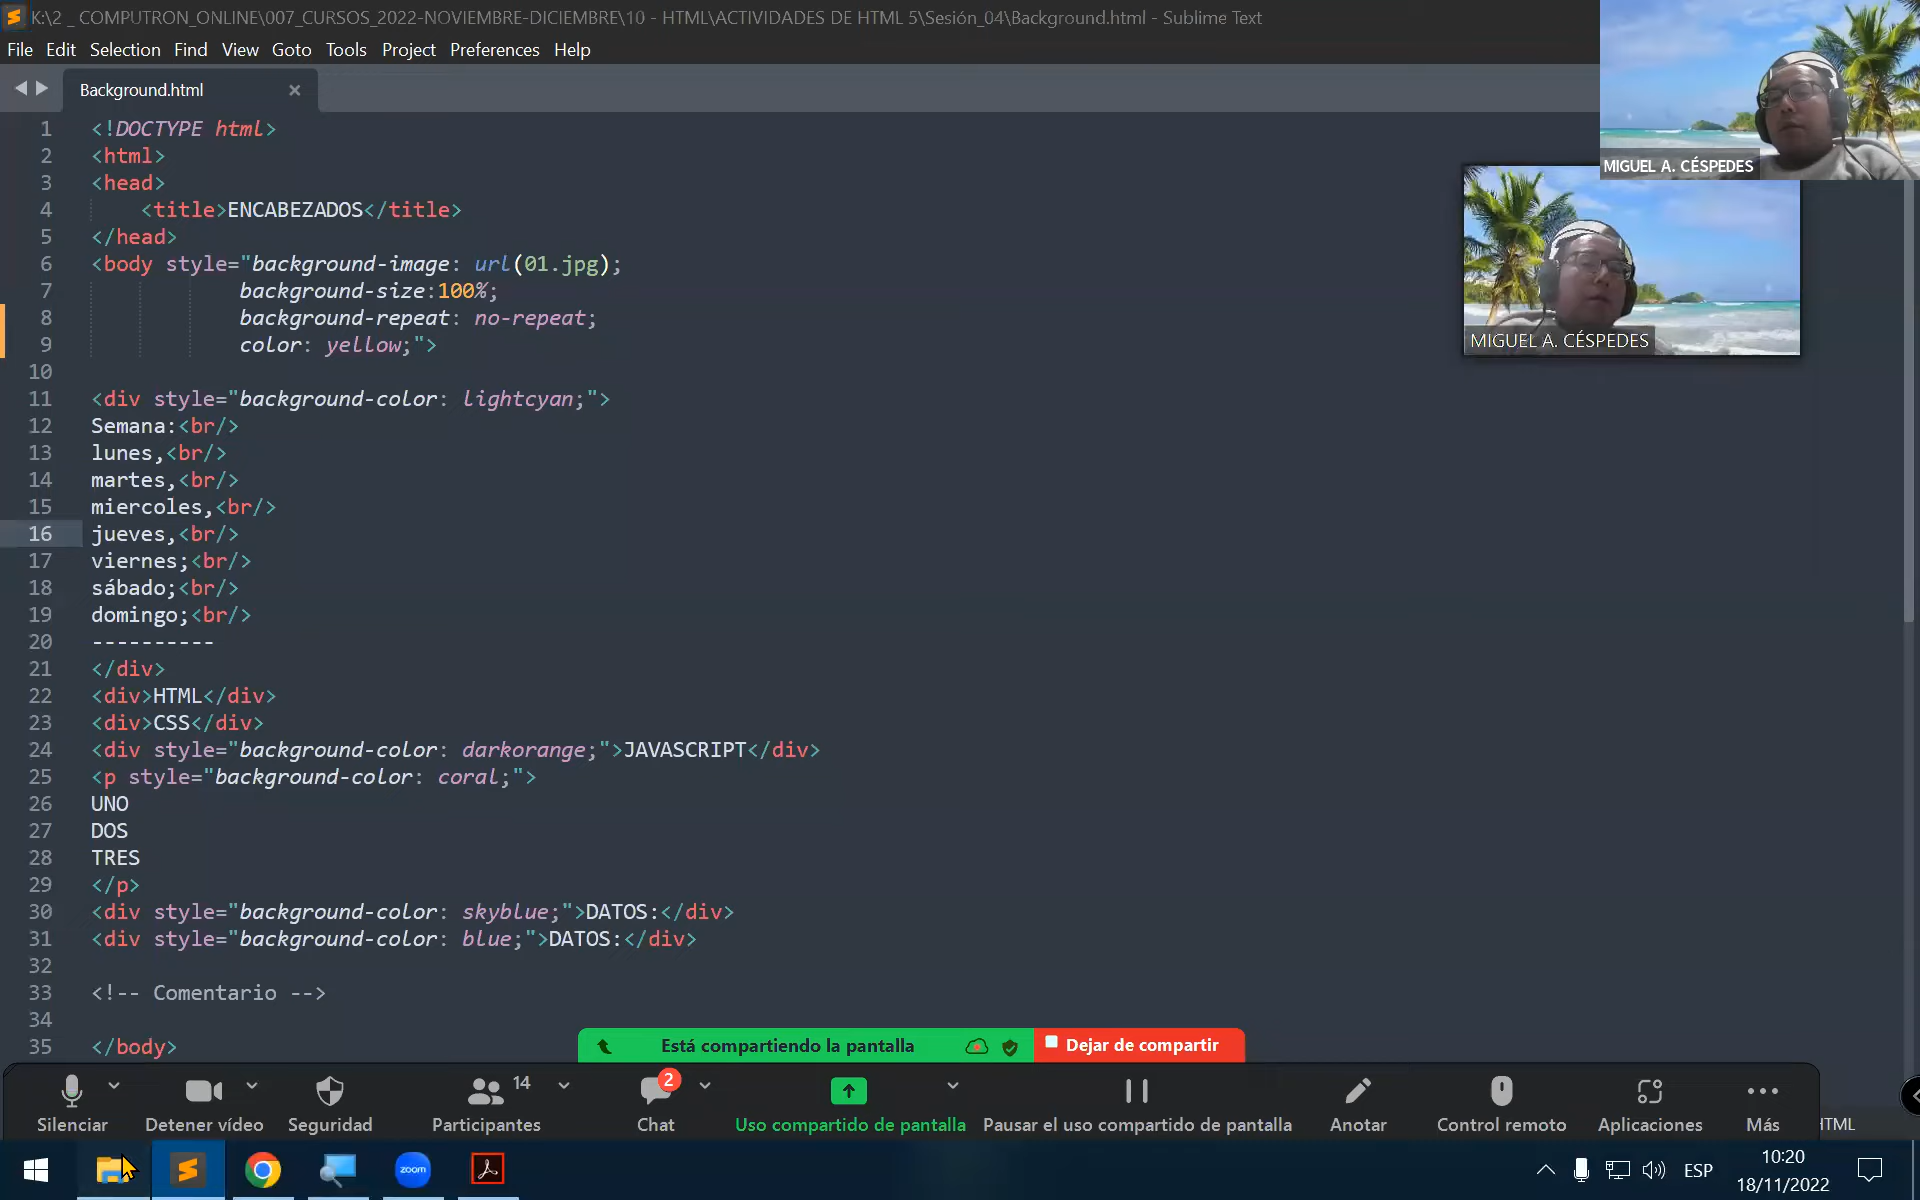 K:\2 _ COMPUTRON_ONLINE\007_CURSOS_2022-NOVIEMBRE-DICIEMBRE\10 - HTML\ACTIVIDADES DE HTML 5\Sesión_04\Background.html - Sublime Text
File Edit Selection Find View Goto Tools Project Preferences Help
Background.html
MIGUEL A. CÉSPEDES
MIGUEL A. CÉSPEDES
1 <!DOCTYPE html>
2 <html>
3 <head>
4 <title>ENCABEZADOS</title>
5 </head>
6 <body style="background-image: url(01.jpg);
7 background-size:100%;
8 background-repeat: no-repeat;
9 color: yellow;">
10
11 <div style="background-color: lightcyan;">
12 Semana:<br/>
13 lunes,<br/>
14 martes,<br/>
15 miercoles,<br/>
16 jueves,<br/>
17 viernes;<br/>
18 sábado;<br/>
19 domingo;<br/>
20 ----------
21 </div>
22 <div>HTML</div>
23 <div>CSS</div>
24 <div style="background-color: darkorange;">JAVASCRIPT</div>
25 <p style="background-color: coral;">
26 UNO
27 DOS
28 TRES
29 </p>
30 <div style="background-color: skyblue;">DATOS:</div>
31 <div style="background-color: blue;">DATOS:</div>
32
33 <!-- Comentario -->
34
35 </body>
Está compartiendo la pantalla Dejar de compartir
14 2
Silenciar Detener vídeo Seguridad Participantes Chat Uso compartido de pantalla Pausar el uso compartido de pantalla Anotar Control remoto Aplicaciones Más HTML
zoom ESP 10:20
18/11/2022